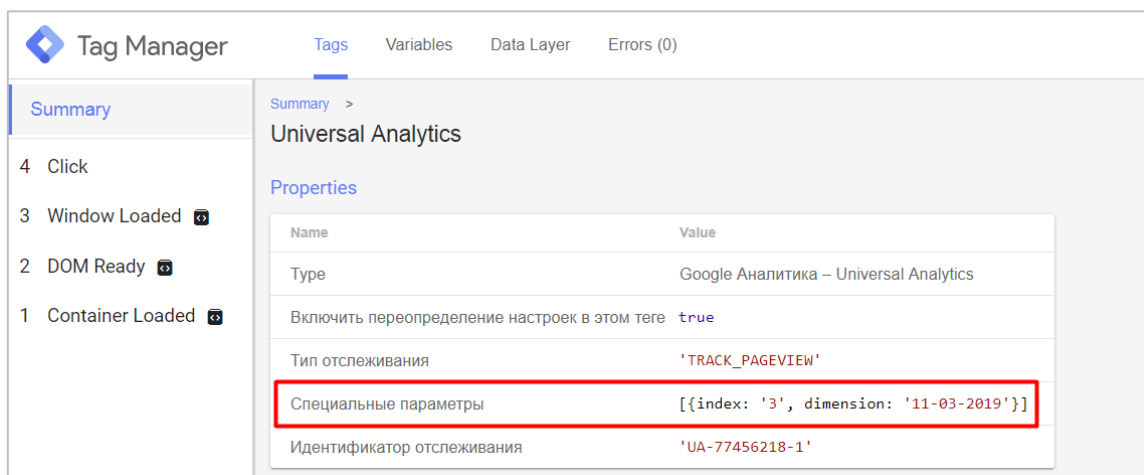 Tag Manager Tags Variables Data Layer Errors (0)
Summary
4 Click
3 Window Loaded
2 DOM Ready
1 Container Loaded
Summary >
Universal Analytics
Properties
Name Value
Type Google Аналитика – Universal Analytics
Включить переопределение настроек в этом теге true
Тип отслеживания 'TRACK_PAGEVIEW'
Специальные параметры [{index: '3', dimension: '11-03-2019'}]
Идентификатор отслеживания 'UA-77456218-1'